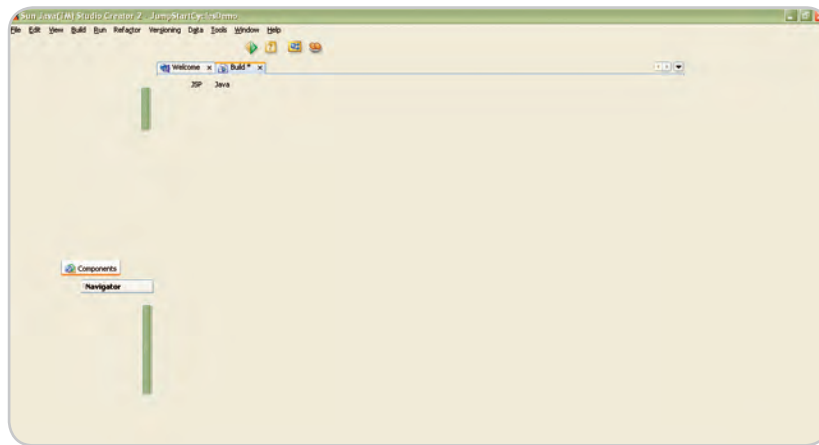 Sun Java(TM) Studio Creator 2 - JumpStartCyclesDemo
File Edit View Build Run Refactor Versioning Data Tools Window Help
Welcome x Build * x
JSP Java
Components
Navigator